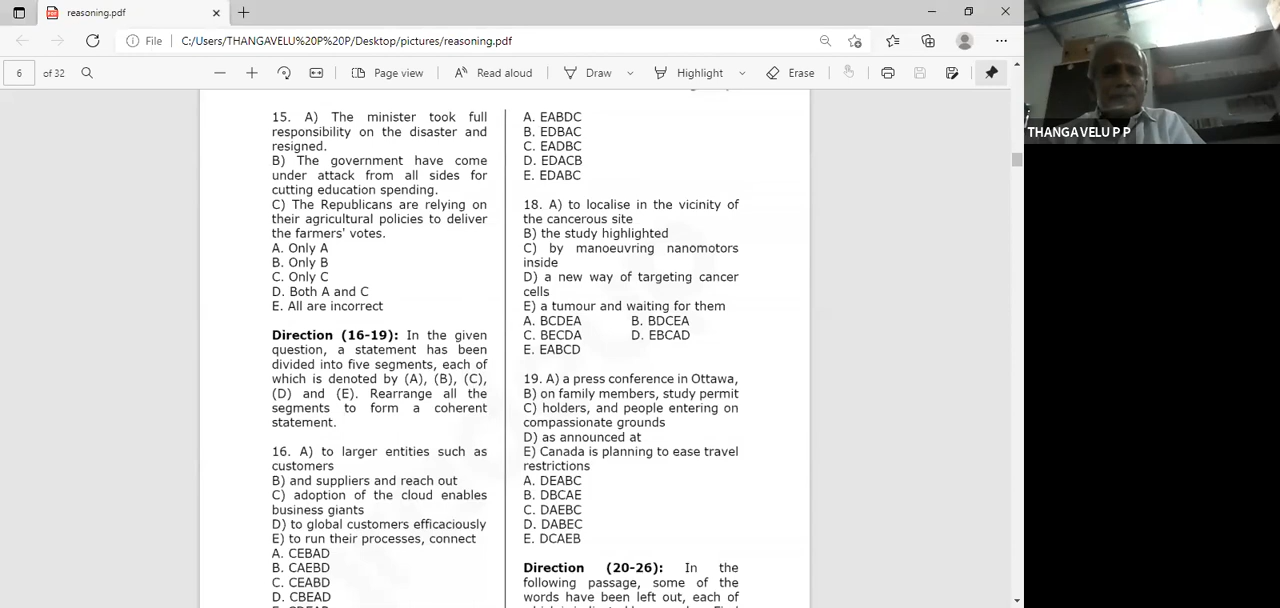 reasoning.pdf
File
C:/Users/THANGAVELU%20P%20P/Desktop/pictures/reasoning.pdf
6
of 32
Page view
Read aloud
Draw
Highlight
Erase
THANGAVELU P P
15. A) The minister took full
responsibility on the disaster and
resigned.
B) The government have come
under attack from all sides for
cutting education spending.
C) The Republicans are relying on
their agricultural policies to deliver
the farmers' votes.
A. Only A
B. Only B
C. Only C
D. Both A and C
E. All are incorrect
Direction (16-19): In the given
question, a statement has been
divided into five segments, each of
which is denoted by (A), (B), (C),
(D) and (E). Rearrange all the
segments to form a coherent
statement.
16. A) to larger entities such as
customers
B) and suppliers and reach out
C) adoption of the cloud enables
business giants
D) to global customers efficaciously
E) to run their processes, connect
A. CEBAD
B. CAEBD
C. CEABD
D. CBEAD
A. EABDC
B. EDBAC
C. EADBC
D. EDACB
E. EDABC
18. A) to localise in the vicinity of
the cancerous site
B) the study highlighted
C) by manoeuvring nanomotors
inside
D) a new way of targeting cancer
cells
E) a tumour and waiting for them
A. BCDEA B. BDCEA
C. BECDA D. EBCAD
E. EABCD
19. A) a press conference in Ottawa,
B) on family members, study permit
C) holders, and people entering on
compassionate grounds
D) as announced at
E) Canada is planning to ease travel
restrictions
A. DEABC
B. DBCAE
C. DAEBC
D. DABEC
E. DCAEB
Direction (20-26): In the
following passage, some of the
words have been left out, each of